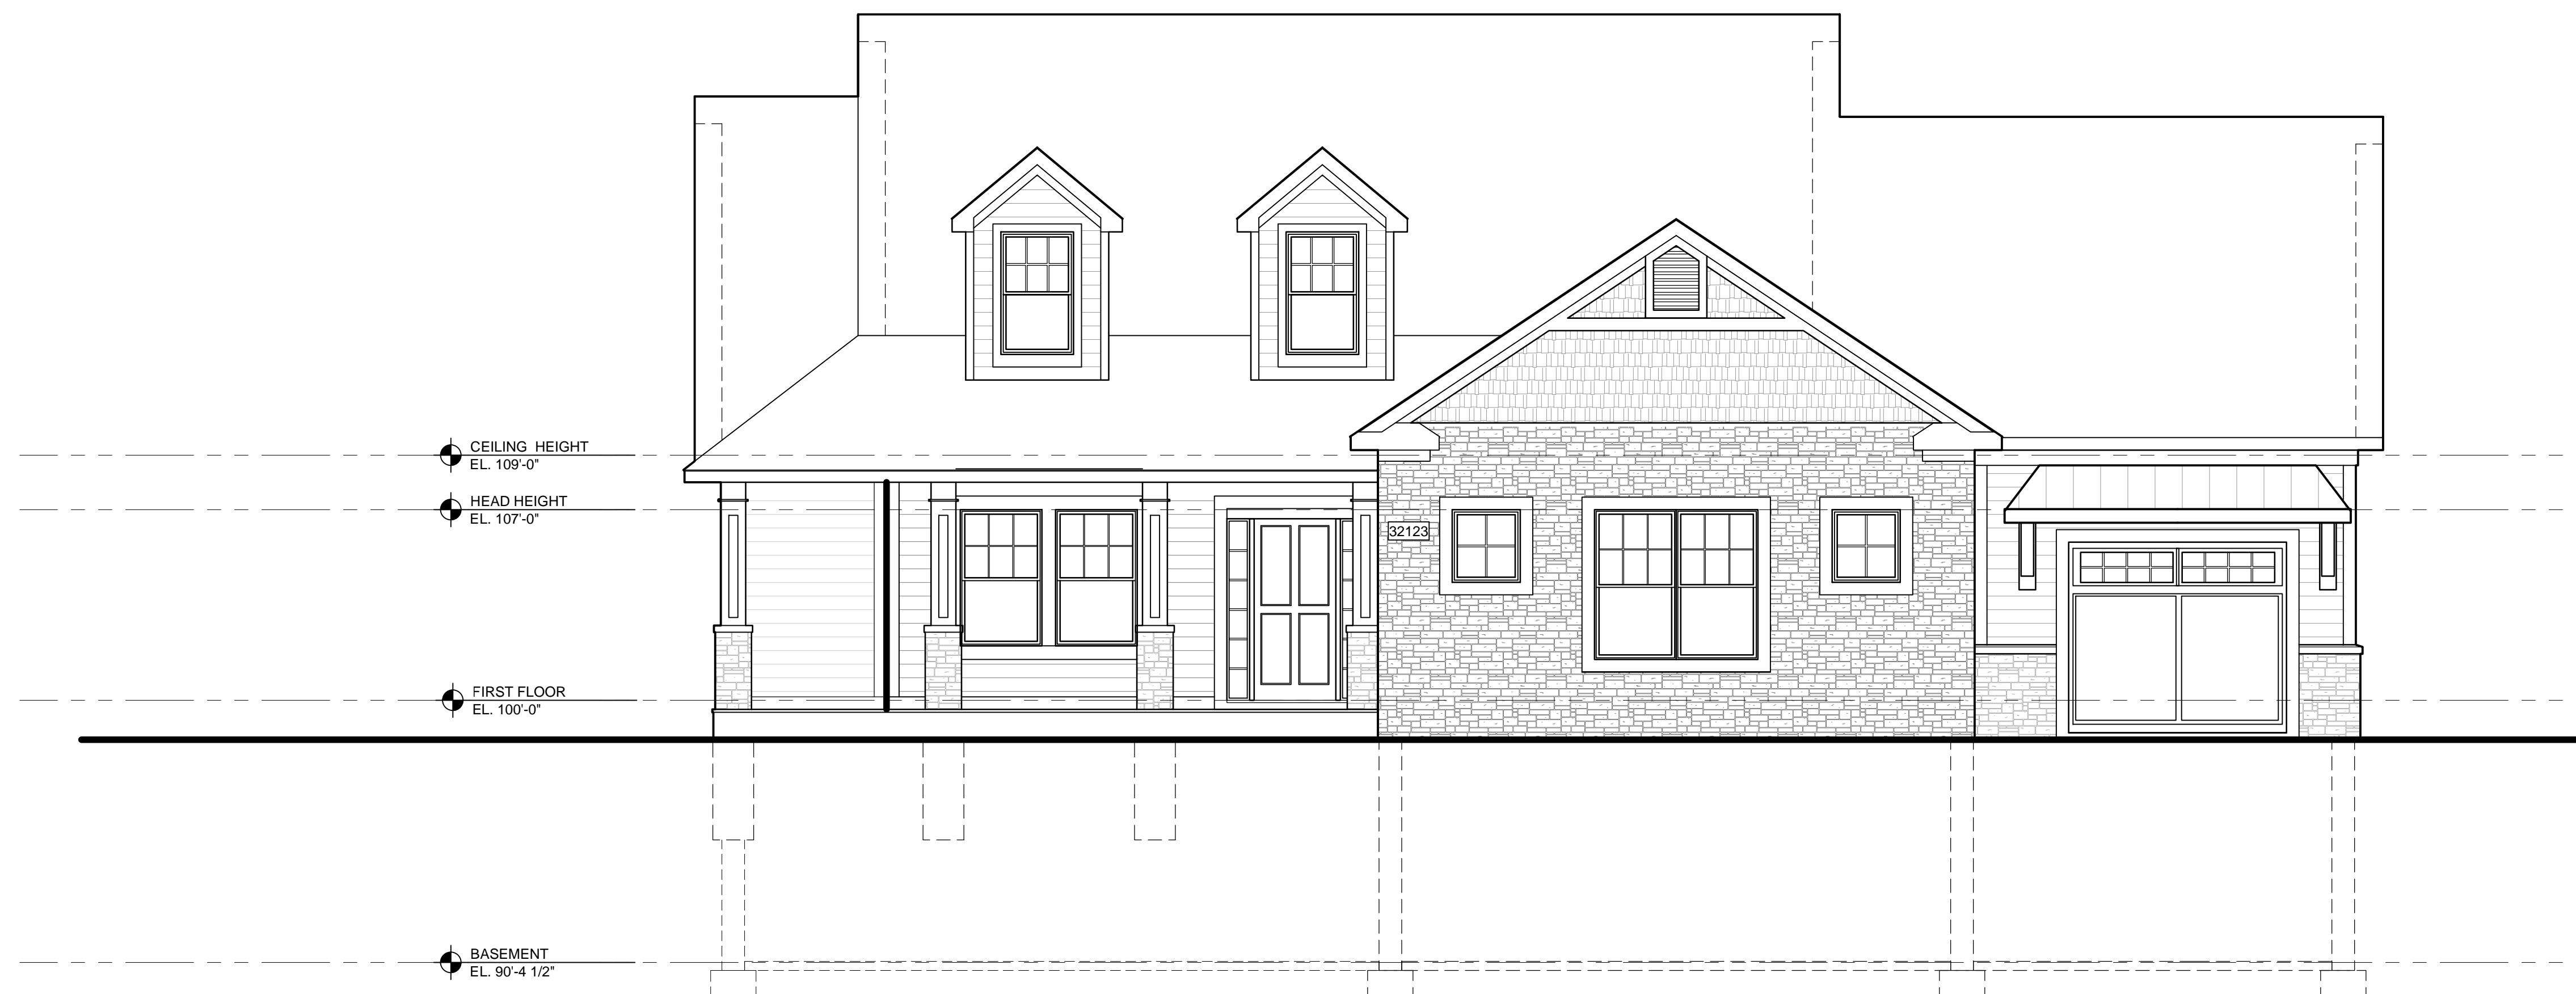 CEILING HEIGHT
EL. 109'-0"
HEAD HEIGHT
EL. 107'-0"
32123
FIRST FLOOR
EL. 100'-0"
BASEMENT
EL. 90'-4 1/2"